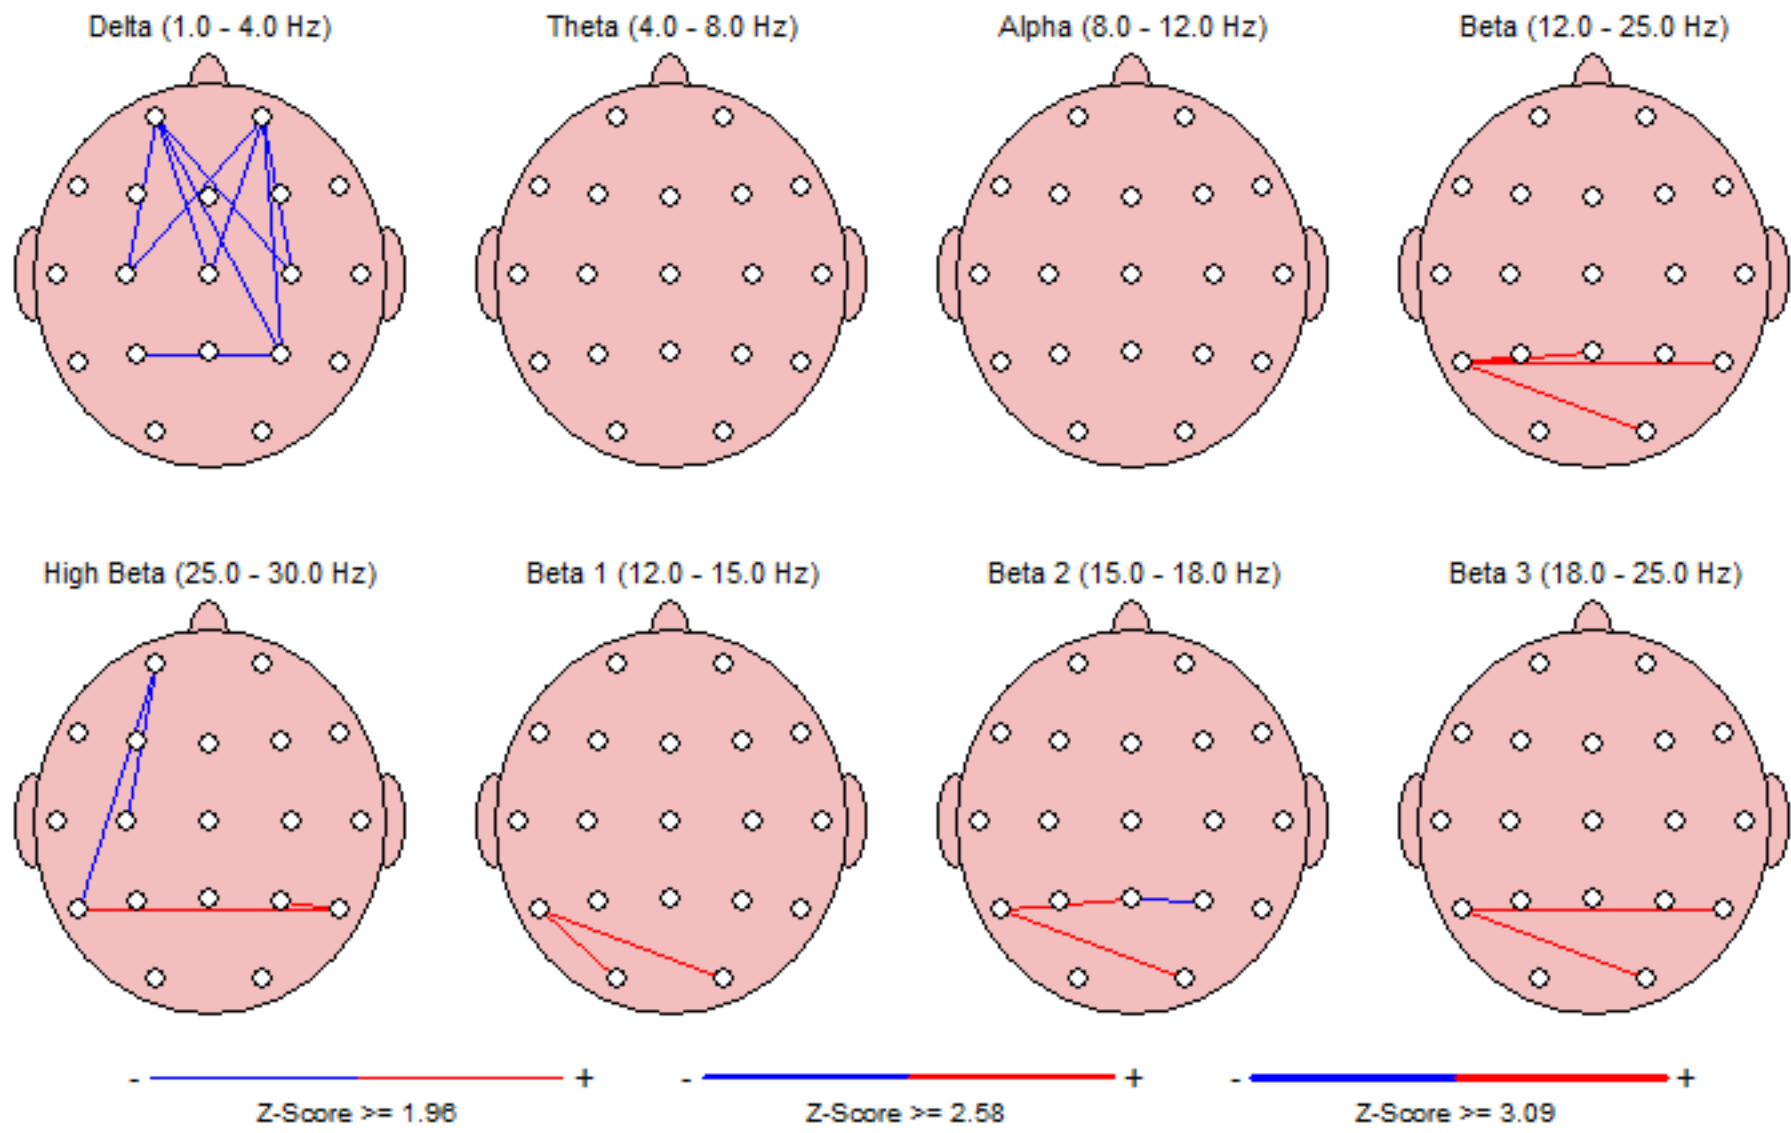 Delta (1.0 - 4.0 Hz)
Theta (4.0 - 8.0 Hz)
Alpha (8.0 - 12.0 Hz)
Beta (12.0 - 25.0 Hz)
High Beta (25.0 - 30.0 Hz)
Beta 1 (12.0 - 15.0 Hz)
Beta 2 (15.0 - 18.0 Hz)
Beta 3 (18.0 - 25.0 Hz)
- +
- +
- +
Z-Score >= 1.96
Z-Score >= 2.58
Z-Score >= 3.09